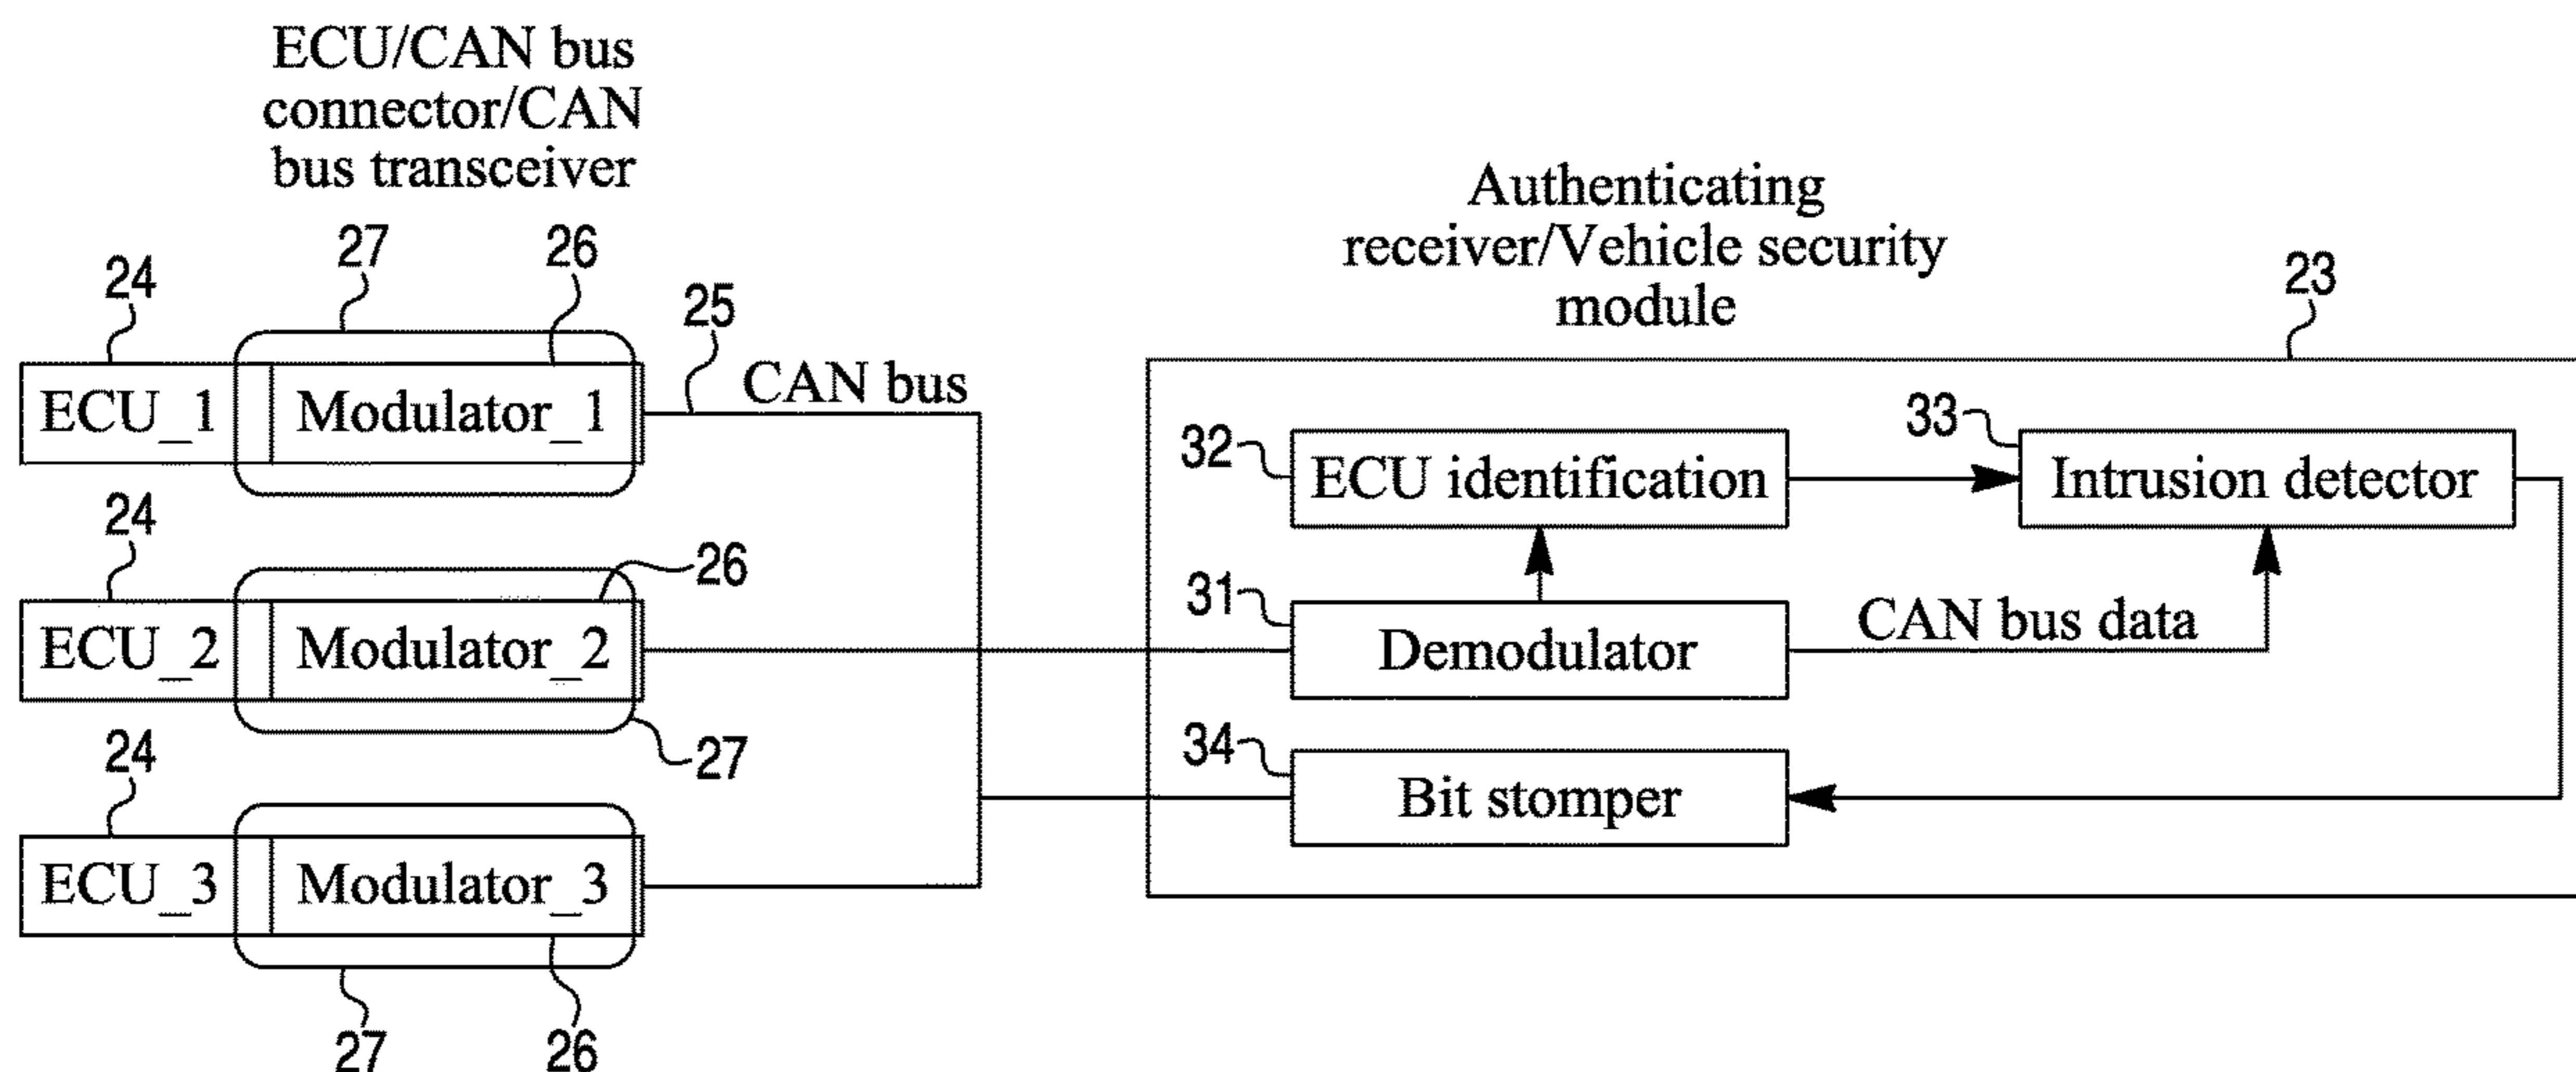 ECU/CAN bus
connector/CAN
bus transceiver
Authenticating
receiver/Vehicle security
module
27
26
24
25
23
ECU_1
Modulator_1
CAN bus
32
ECU identification
33
Intrusion detector
24
26
ECU_2
Modulator_2
27
31
Demodulator
CAN bus data
34
Bit stomper
24
ECU_3
Modulator_3
27
26